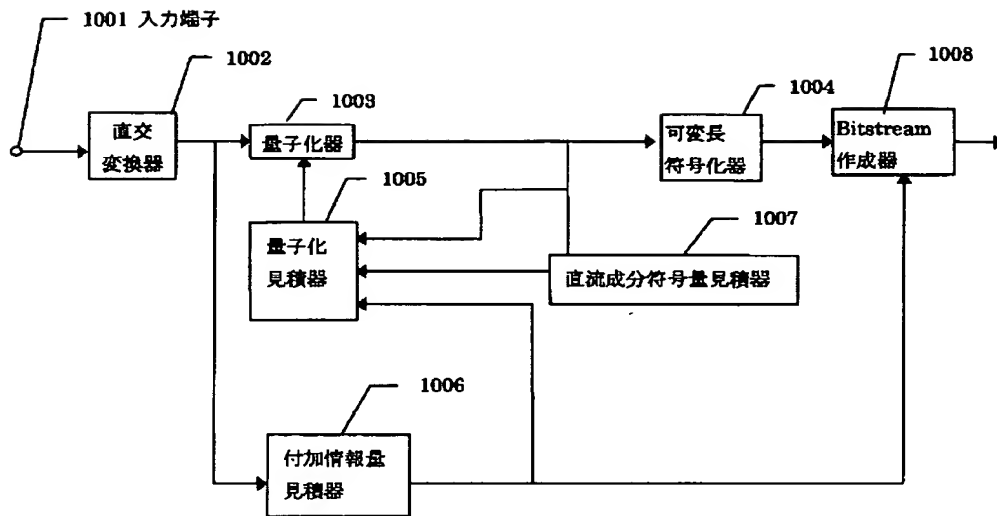 1001 入力端子
1002
直交
変換器
1003
量子化器
1004
可変長
符号化器
1008
Bitstream
作成器
1005
量子化
見積器
1007
直流成分符号量見積器
1006
付加情報量
見積器